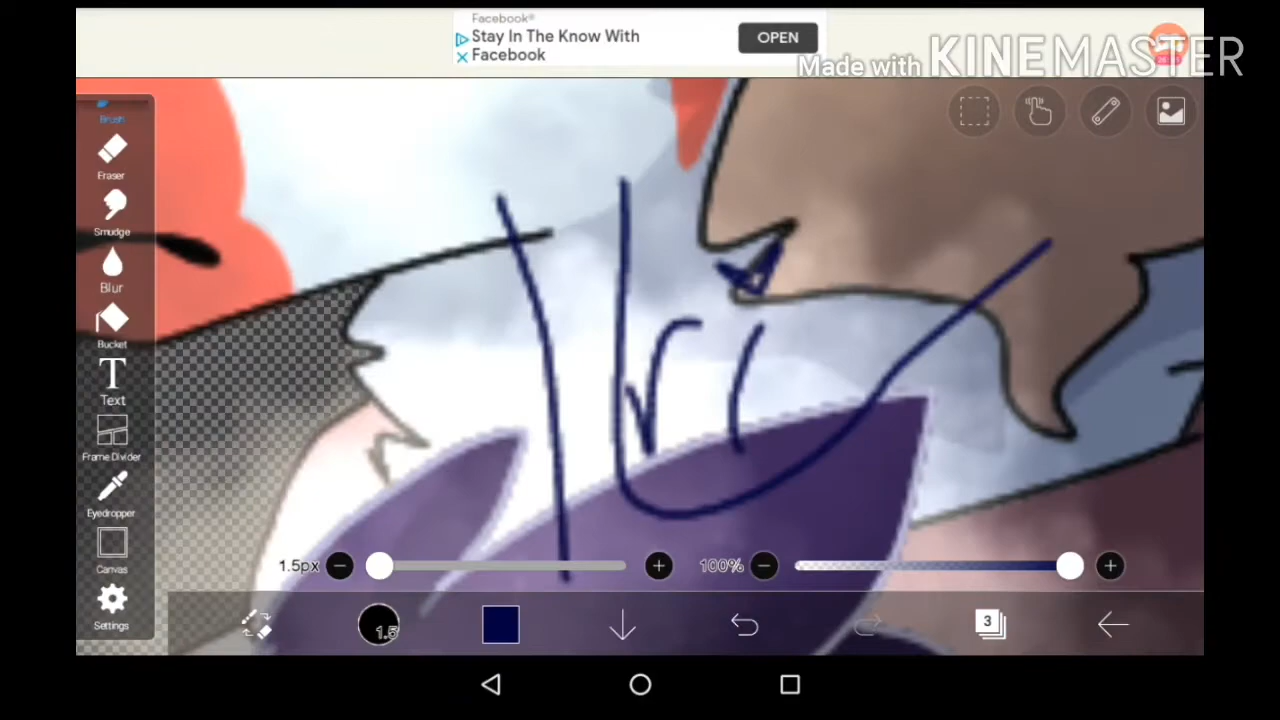 Facebook®
Stay In The Know With
Facebook
OPEN
Made with KINEMASTER
Brush
Eraser
Smudge
Blur
Bucket
T
Text
Frame Divider
Eyedropper
Canvas
Settings
1.5px
100%
1.5
3